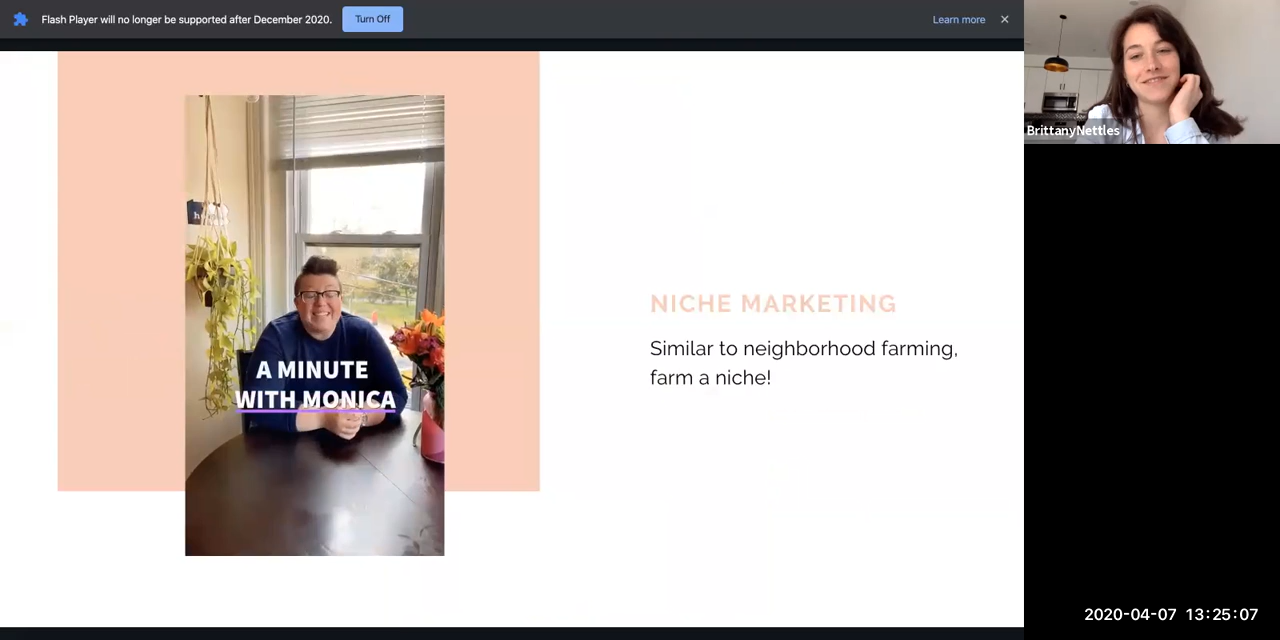 Flash Player will no longer be supported after December 2020.
Turn Off
Learn more
BrittanyNettles
NICHE MARKETING
Similar to neighborhood farming,
farm a niche!
A MINUTE
WITH MONICA
2020-04-07 13:25:07